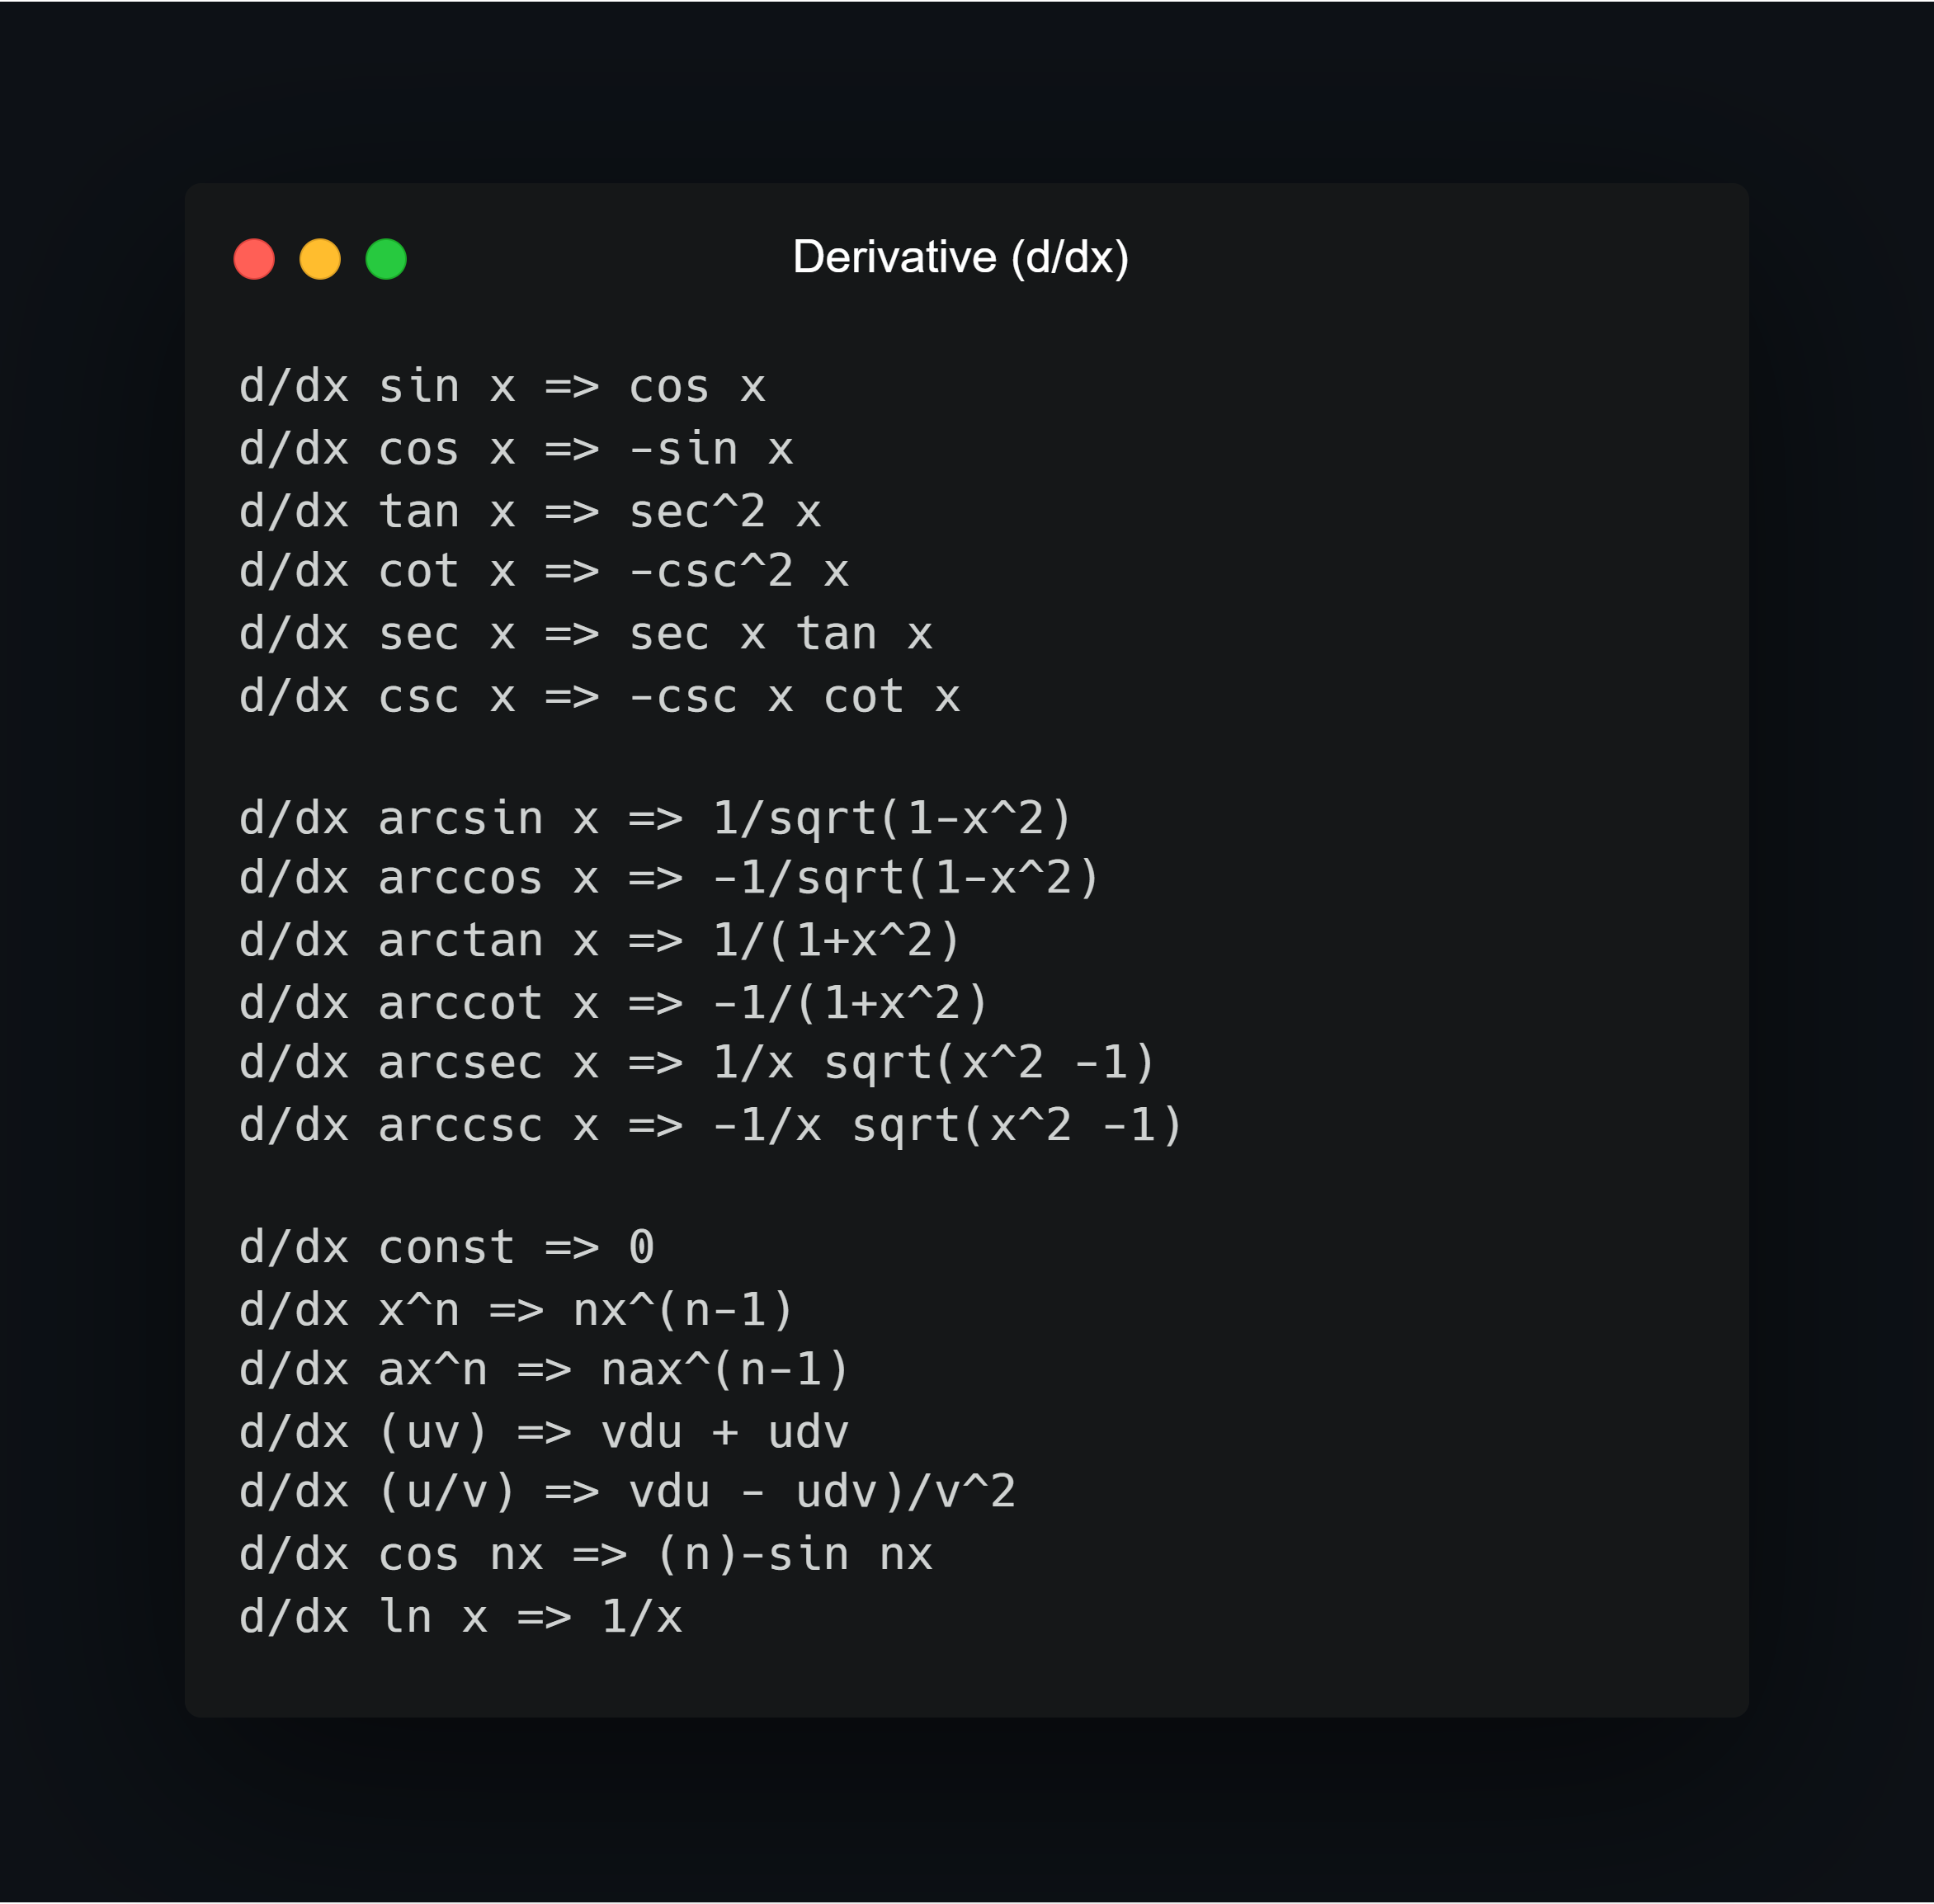 Derivative (d/dx)
d/dx sin x => cos x
d/dx cos x => -sin x
d/dx tan x => sec^2 x
d/dx cot x => -csc^2 x
d/dx sec x => sec x tan x
d/dx csc x => -csc x cot x
d/dx arcsin x => 1/sqrt(1-x^2)
d/dx arccos x => -1/sqrt(1-x^2)
d/dx arctan x => 1/(1+x^2)
d/dx arccot x => -1/(1+x^2)
d/dx arcsec x => 1/x sqrt(x^2 -1)
d/dx arccsc x => -1/x sqrt(x^2 -1)
d/dx const => 0
d/dx x^n => nx^(n-1)
d/dx ax^n => nax^(n-1)
d/dx (uv) => vdu + udv
d/dx (u/v) => vdu - udv)/v^2
d/dx cos nx => (n)-sin nx
d/dx ln x => 1/x